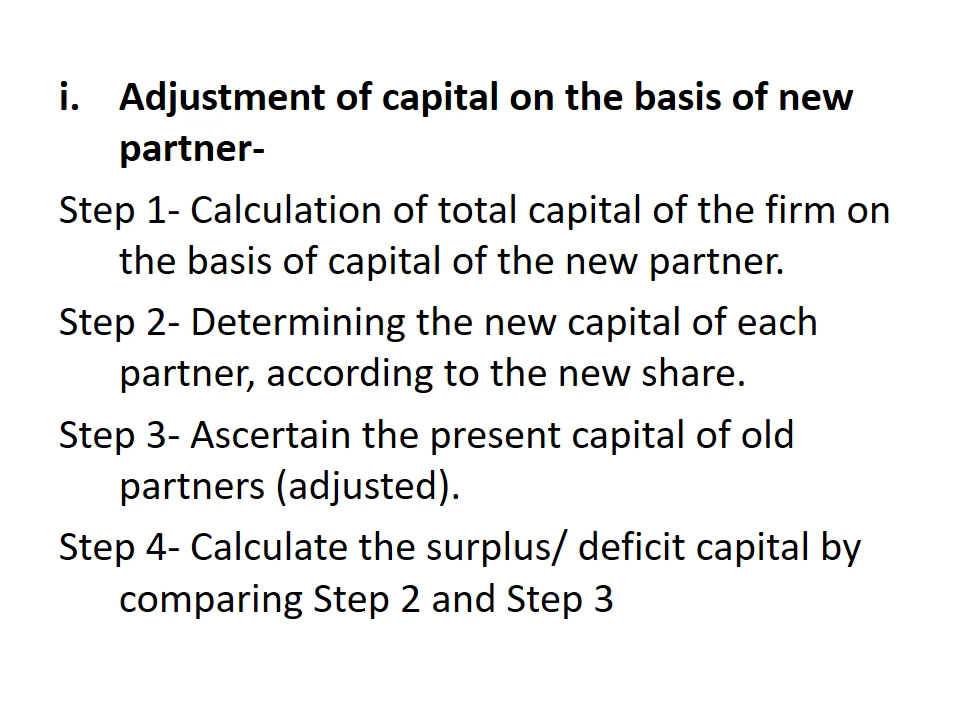 i. Adjustment of capital on the basis of new
partner-
Step 1- Calculation of total capital of the firm on
the basis of capital of the new partner.
Step 2- Determining the new capital of each
partner, according to the new share.
Step 3- Ascertain the present capital of old
partners (adjusted).
Step 4- Calculate the surplus/ deficit capital by
comparing Step 2 and Step 3